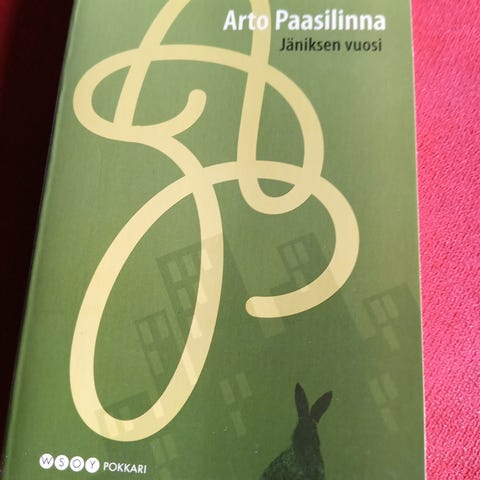 Arto Paasilinna
Jäniksen vuosi
WSOY POKKARI